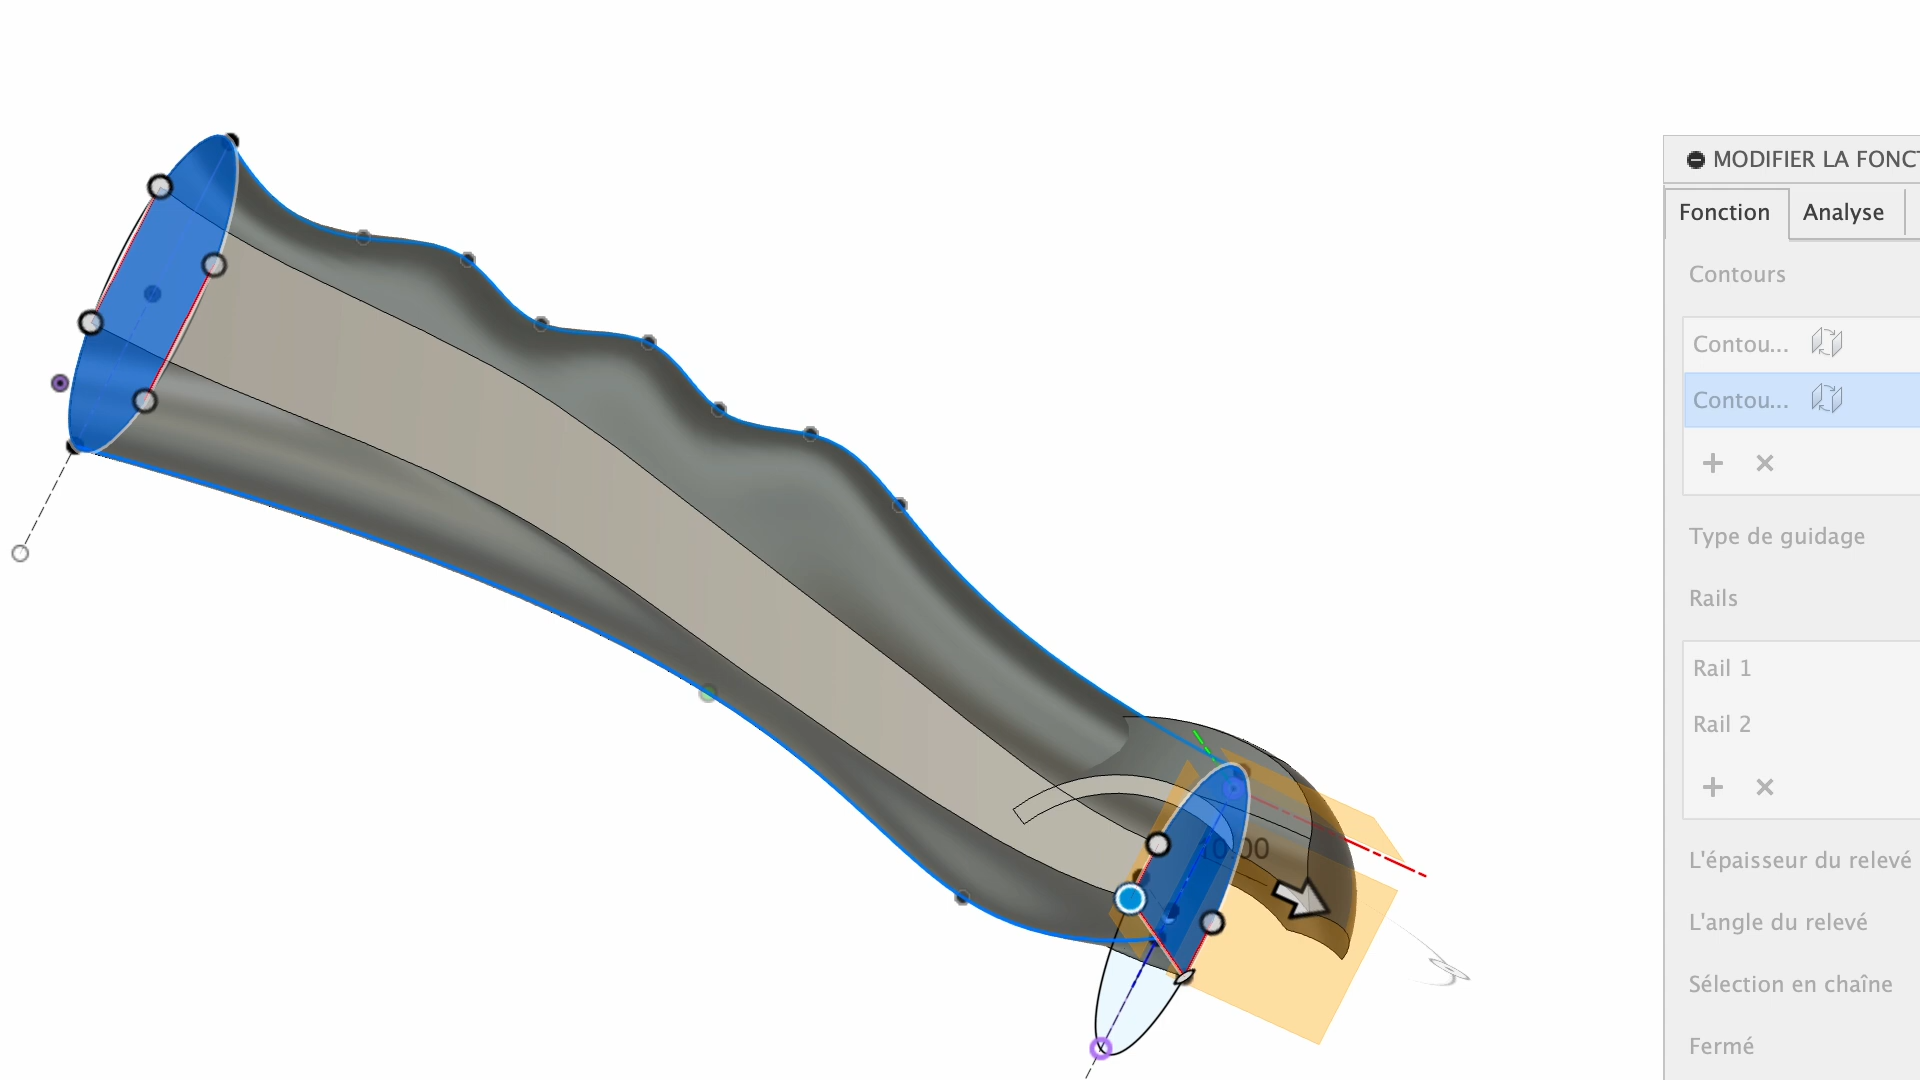 MODIFIER LA FONCT
Fonction Analyse
Contours
Contou...
Contou...
Type de guidage
Rails
Rail 1
Rail 2
L'épaisseur du relevé
L'angle du relevé
Sélection en chaîne
Fermé